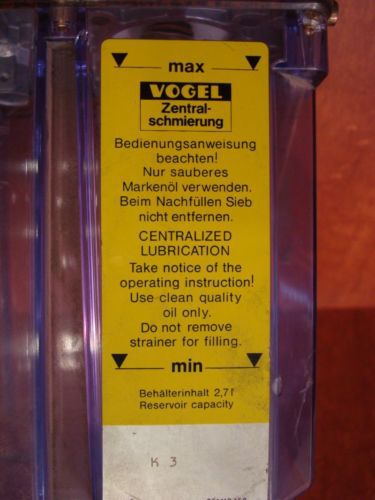 max
VOGEL
Zentral-
schmierung
Bedienungsanweisung
beachten!
Nur sauberes
Markenöl verwenden.
Beim Nachfüllen Sieb
nicht entfernen.
CENTRALIZED
LUBRICATION
Take notice of the
operating instruction!
Use clean quality
oil only.
Do not remove
strainer for filling.
min
Behälterinhalt 2,7 l
Reservoir capacity
K 3